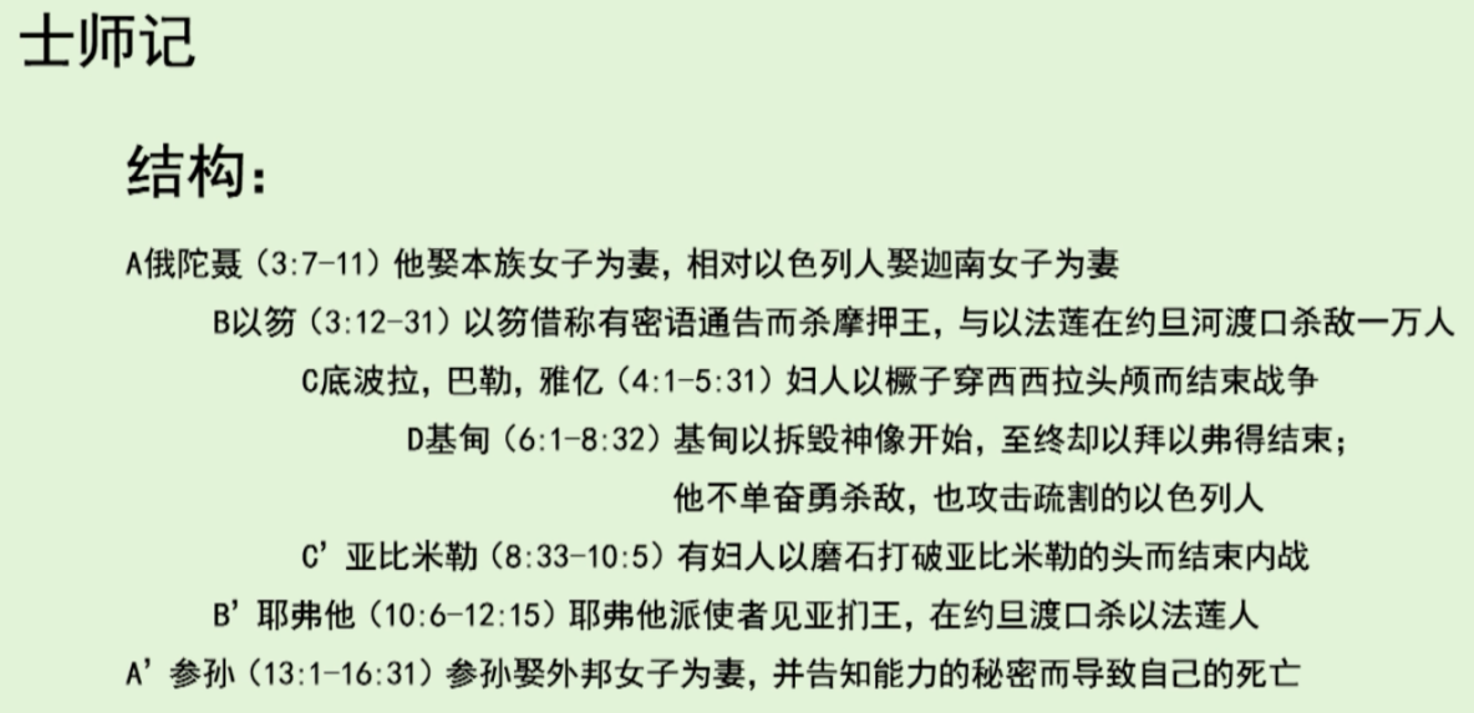 士师记
结构：
A俄陀聂（3:7-11）他娶本族女子为妻，相对以色列人娶迦南女子为妻
B以笏（3:12-31）以笏借称有密语通告而杀摩押王，与以法莲在约旦河渡口杀敌一万人
C底波拉，巴勒，雅亿（4:1-5:31）妇人以橛子穿西西拉头颅而结束战争
D基甸（6:1-8:32）基甸以拆毁神像开始，至终却以拜以弗得结束；
他不单奋勇杀敌，也攻击疏割的以色列人
C’亚比米勒（8:33-10:5）有妇人以磨石打破亚比米勒的头而结束内战
B’耶弗他（10:6-12:15）耶弗他派使者见亚扪王，在约旦渡口杀以法莲人
A’参孙（13:1-16:31）参孙娶外邦女子为妻，并告知能力的秘密而导致自己的死亡